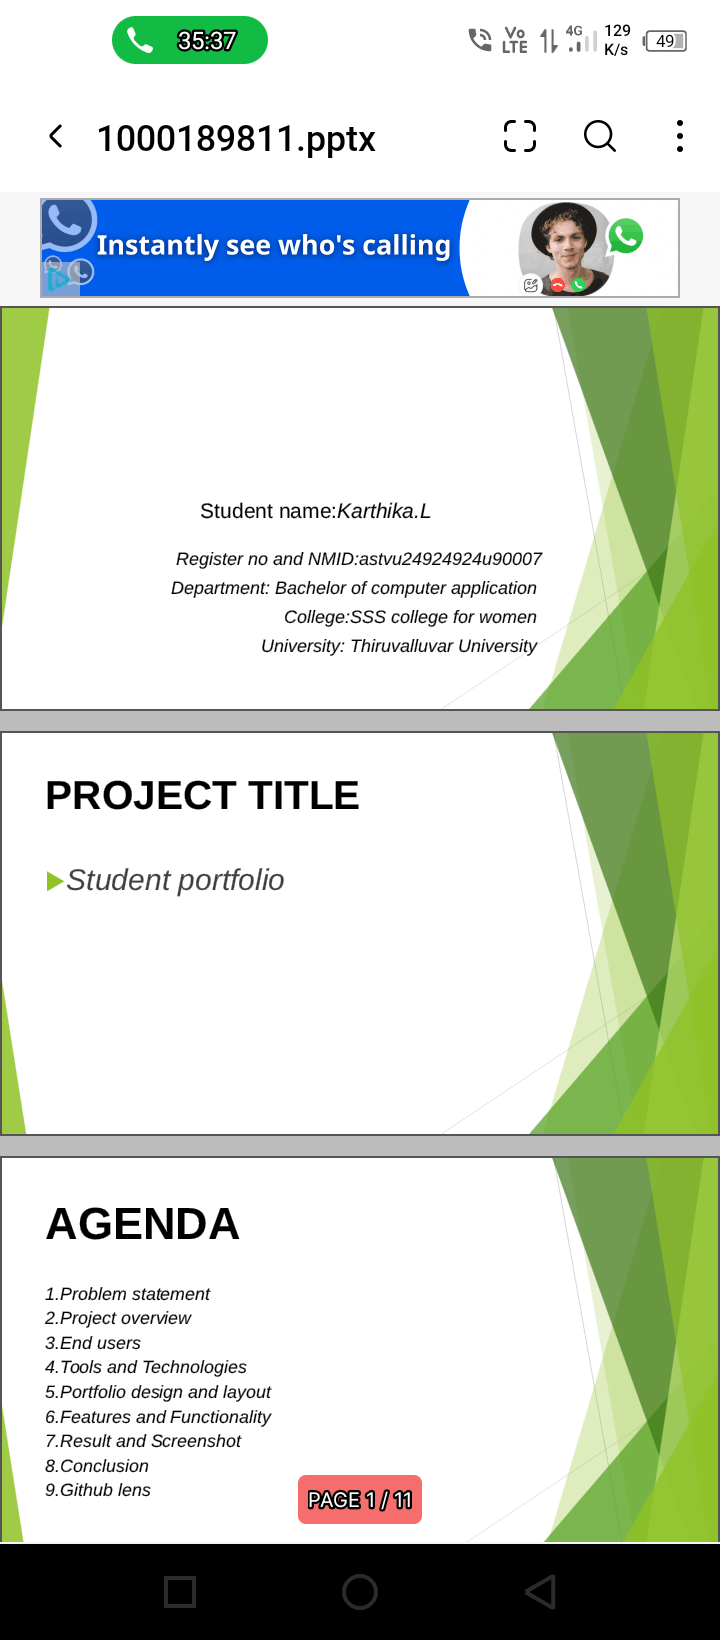 35:37
Vo
LTE
4G
129
K/s
49
1000189811.pptx
Instantly see who's calling
Student name:Karthika.L
Register no and NMID:astvu24924924u90007
Department: Bachelor of computer application
College:SSS college for women
University: Thiruvalluvar University
PROJECT TITLE
Student portfolio
AGENDA
1.Problem statement
2.Project overview
3.End users
4.Tools and Technologies
5.Portfolio design and layout
6.Features and Functionality
7.Result and Screenshot
8.Conclusion
9.Github lens
PAGE 1 / 11